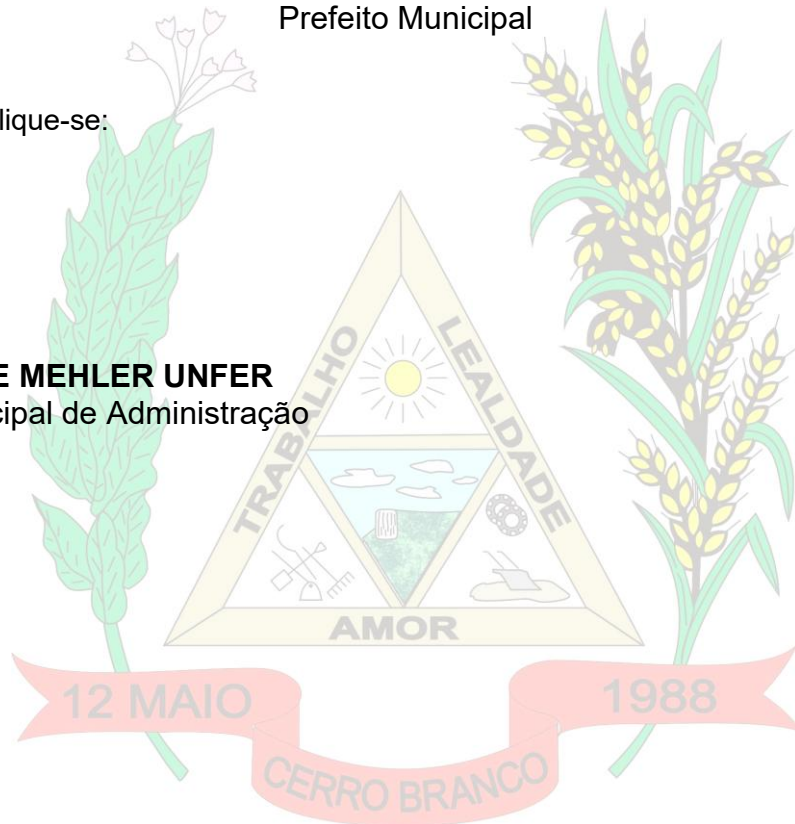 Prefeito Municipal
lique-se:
E MEHLER UNFER
cipal de Administração
TRABALHO
LEALDADE
AMOR
12 MAIO
1988
CERRO BRANCO